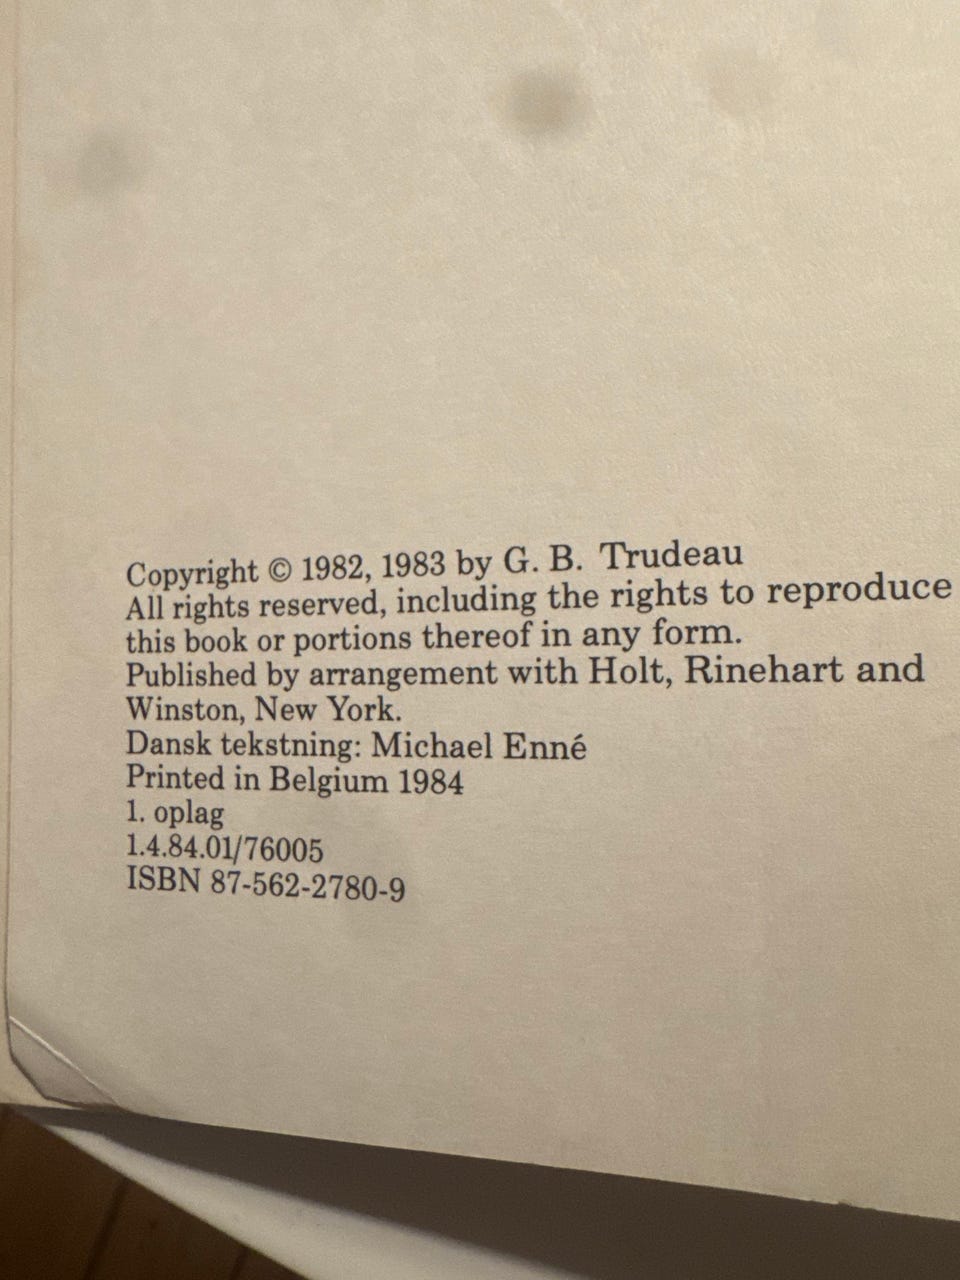 Copyright © 1982, 1983 by G. B. Trudeau
All rights reserved, including the rights to reproduce
this book or portions thereof in any form.
Published by arrangement with Holt, Rinehart and
Winston, New York.
Dansk tekstning: Michael Enné
Printed in Belgium 1984
1. oplag
1.4.84.01/76005
ISBN 87-562-2780-9